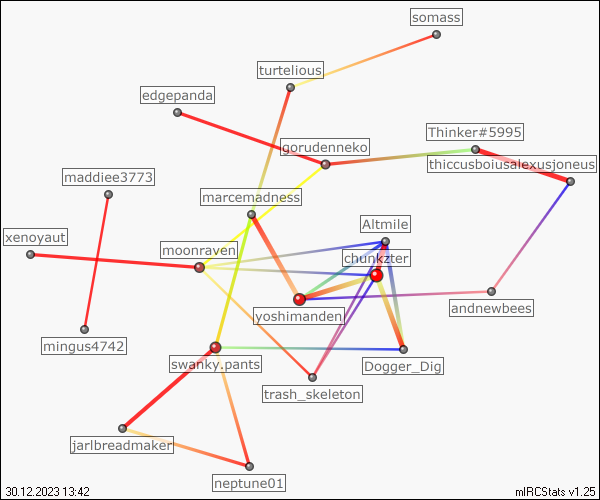 somass
turtelious
edgepanda
Thinker#5995
gorudenneko
thiccusboiusalexusjoneus
maddiee3773
marcemadness
Altmile
xenoyaut
moonraven
chunkzter
andnewbees
yoshimanden
mingus4742
swanky.pants
Dogger_Dig
trash_skeleton
jarlbreadmaker
neptune01
30.12.2023 13:42
mIRCStats v1.25